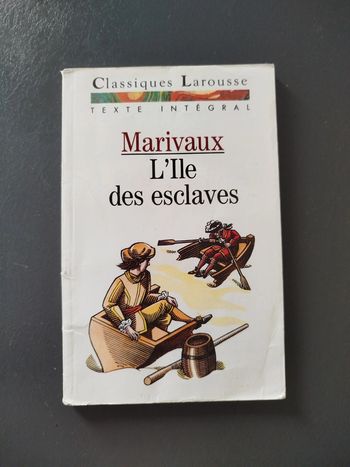 Classiques Larousse
TEXTE INTÉGRAL
Marivaux
L'Ile
des esclaves